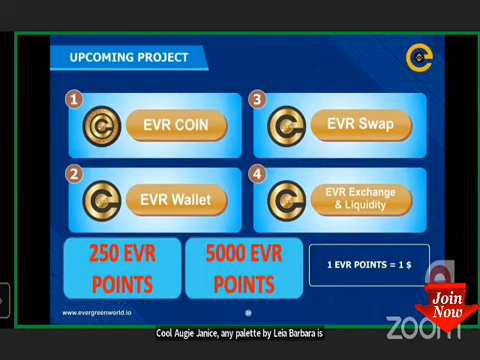 UPCOMING PROJECT
1
EVR COIN
3
EVR Swap
2
EVR Wallet
4
EVR Exchange
& Liquidity
250 EVR
POINTS
5000 EVR
POINTS
1 EVR POINTS = 1 $
www.evergreenworld.io
Join
Now
zoom
Cool Augie Janice, any palette by Leia Barbara is